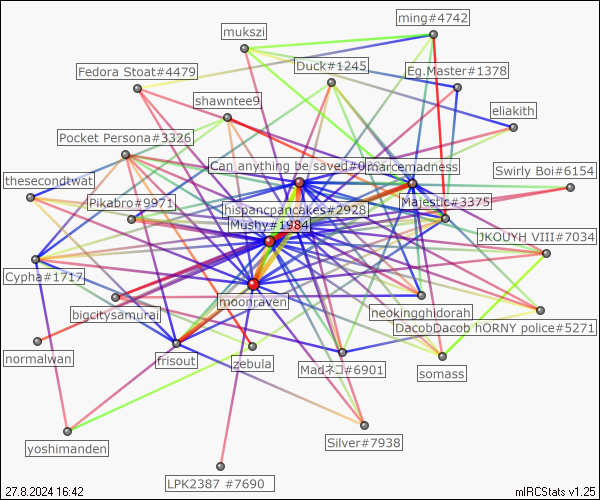 ming#4742
mukszi
Duck#1245
Fedora Stoat#4479
Eg.Master#1378
shawntee9
eliakith
Pocket Persona#3326
Can anything be saved#0
marcenadness
Swirly Boi#6154
thesecondtwat
Pikabro#9971
Majestic#3375
hispancpancakes#2928
Mushy#1984
JKOUYH VIII#7034
Cypha#1717
moonraven
bigcitysamurai
neokingghidorah
DacobDacob hORNY police#5271
normalwan
frisout
zebula
Madネコ#6901
somass
Silver#7938
yoshimanden
LPK2387 #7690
27.8.2024 16:42
mIRCStats v1.25